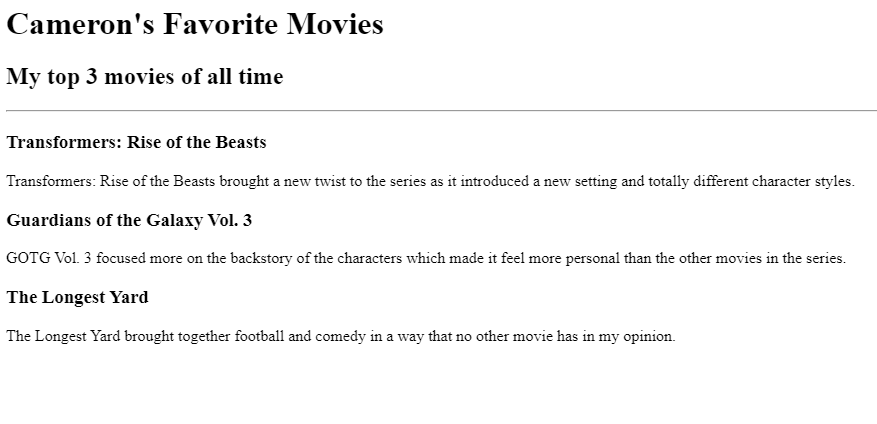 Cameron's Favorite Movies
My top 3 movies of all time
Transformers: Rise of the Beasts
Transformers: Rise of the Beasts brought a new twist to the series as it introduced a new setting and totally different character styles.
Guardians of the Galaxy Vol. 3
GOTG Vol. 3 focused more on the backstory of the characters which made it feel more personal than the other movies in the series.
The Longest Yard
The Longest Yard brought together football and comedy in a way that no other movie has in my opinion.